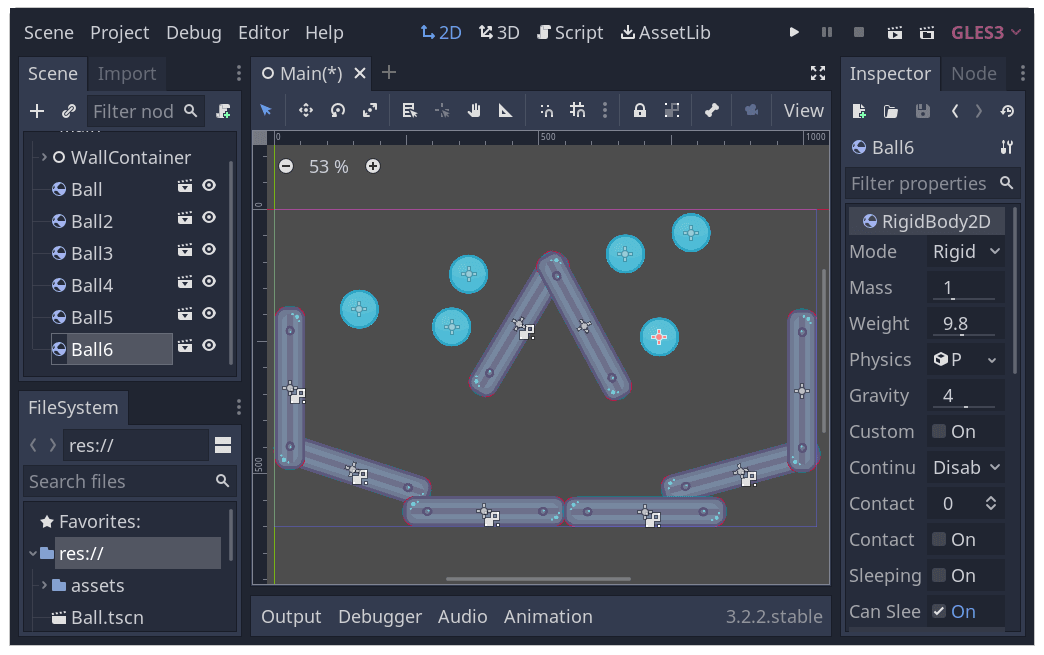 Scene Project Debug Editor Help 2D 3D Script AssetLib GLES3
Scene Import Main(*) Inspector Node
Filter nod View
WallContainer
Ball
Ball2
Ball3
Ball4
Ball5
Ball6
FileSystem
res://
Search files
Favorites:
res://
assets
Ball.tscn
0 500 1000
53 %
0
500
Output Debugger Audio Animation 3.2.2.stable
Ball6
Filter properties
RigidBody2D
Mode Rigid
Mass 1
Weight 9.8
Physics P
Gravity 4
Custom On
Continu Disab
Contact 0
Contact On
Sleeping On
Can Slee On